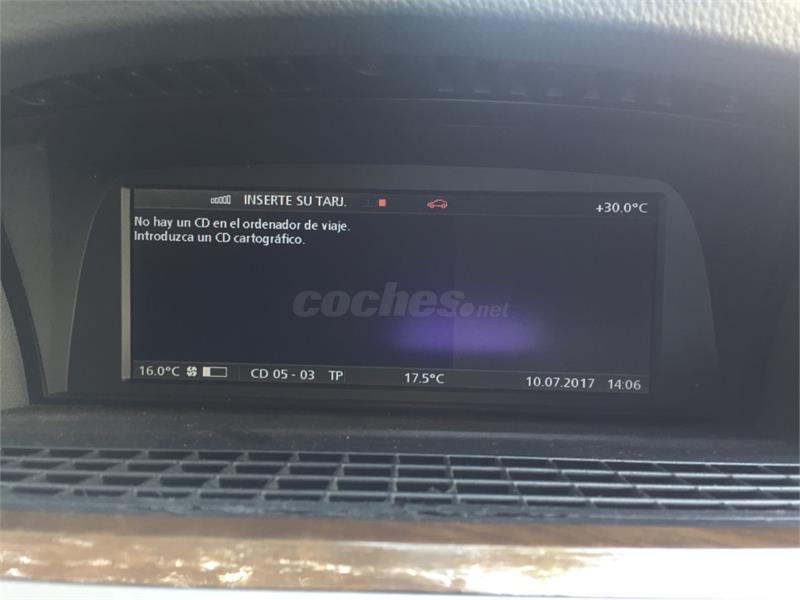 INSERTE SU TARJ. +30.0°C
No hay un CD en el ordenador de viaje.
Introduzca un CD cartográfico.
coches.net
16.0°C CD 05 - 03 TP 17.5°C 10.07.2017 14:06